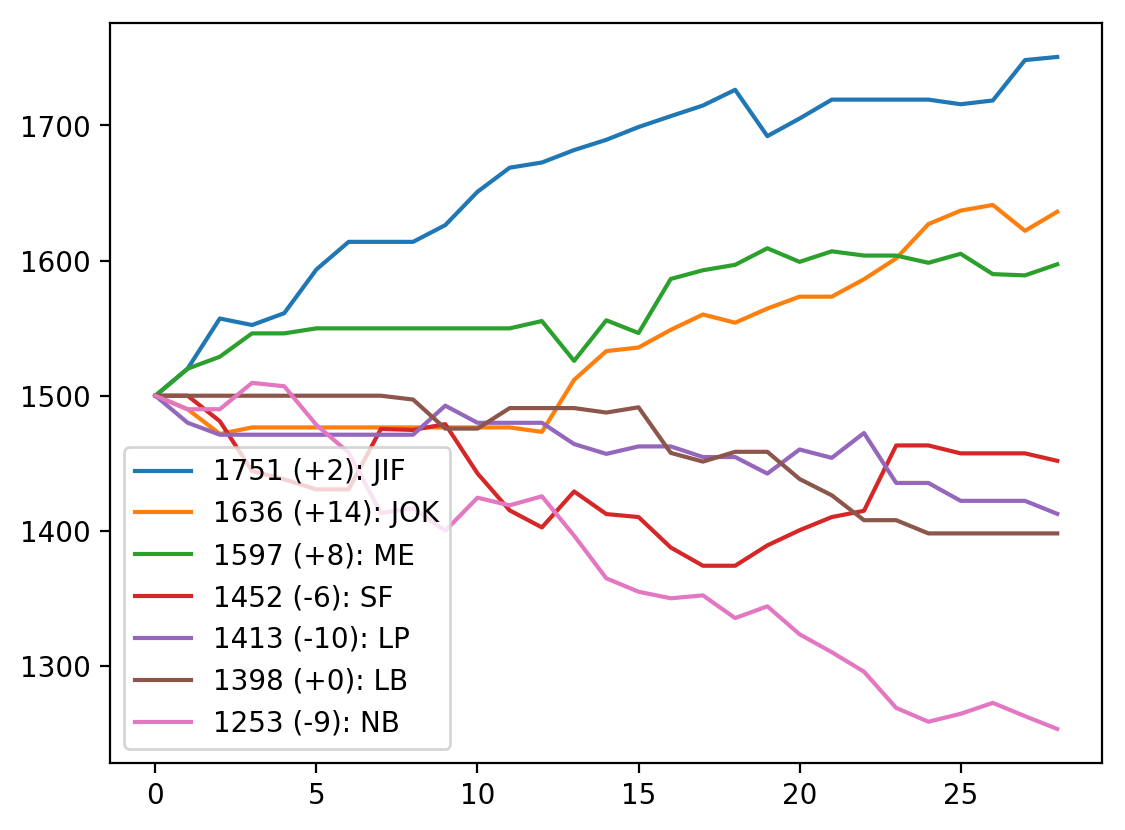 1700
1600
1500
1400
1300
1751 (+2): JIF
1636 (+14): JOK
1597 (+8): ME
1452 (-6): SF
1413 (-10): LP
1398 (+0): LB
1253 (-9): NB
0 5 10 15 20 25